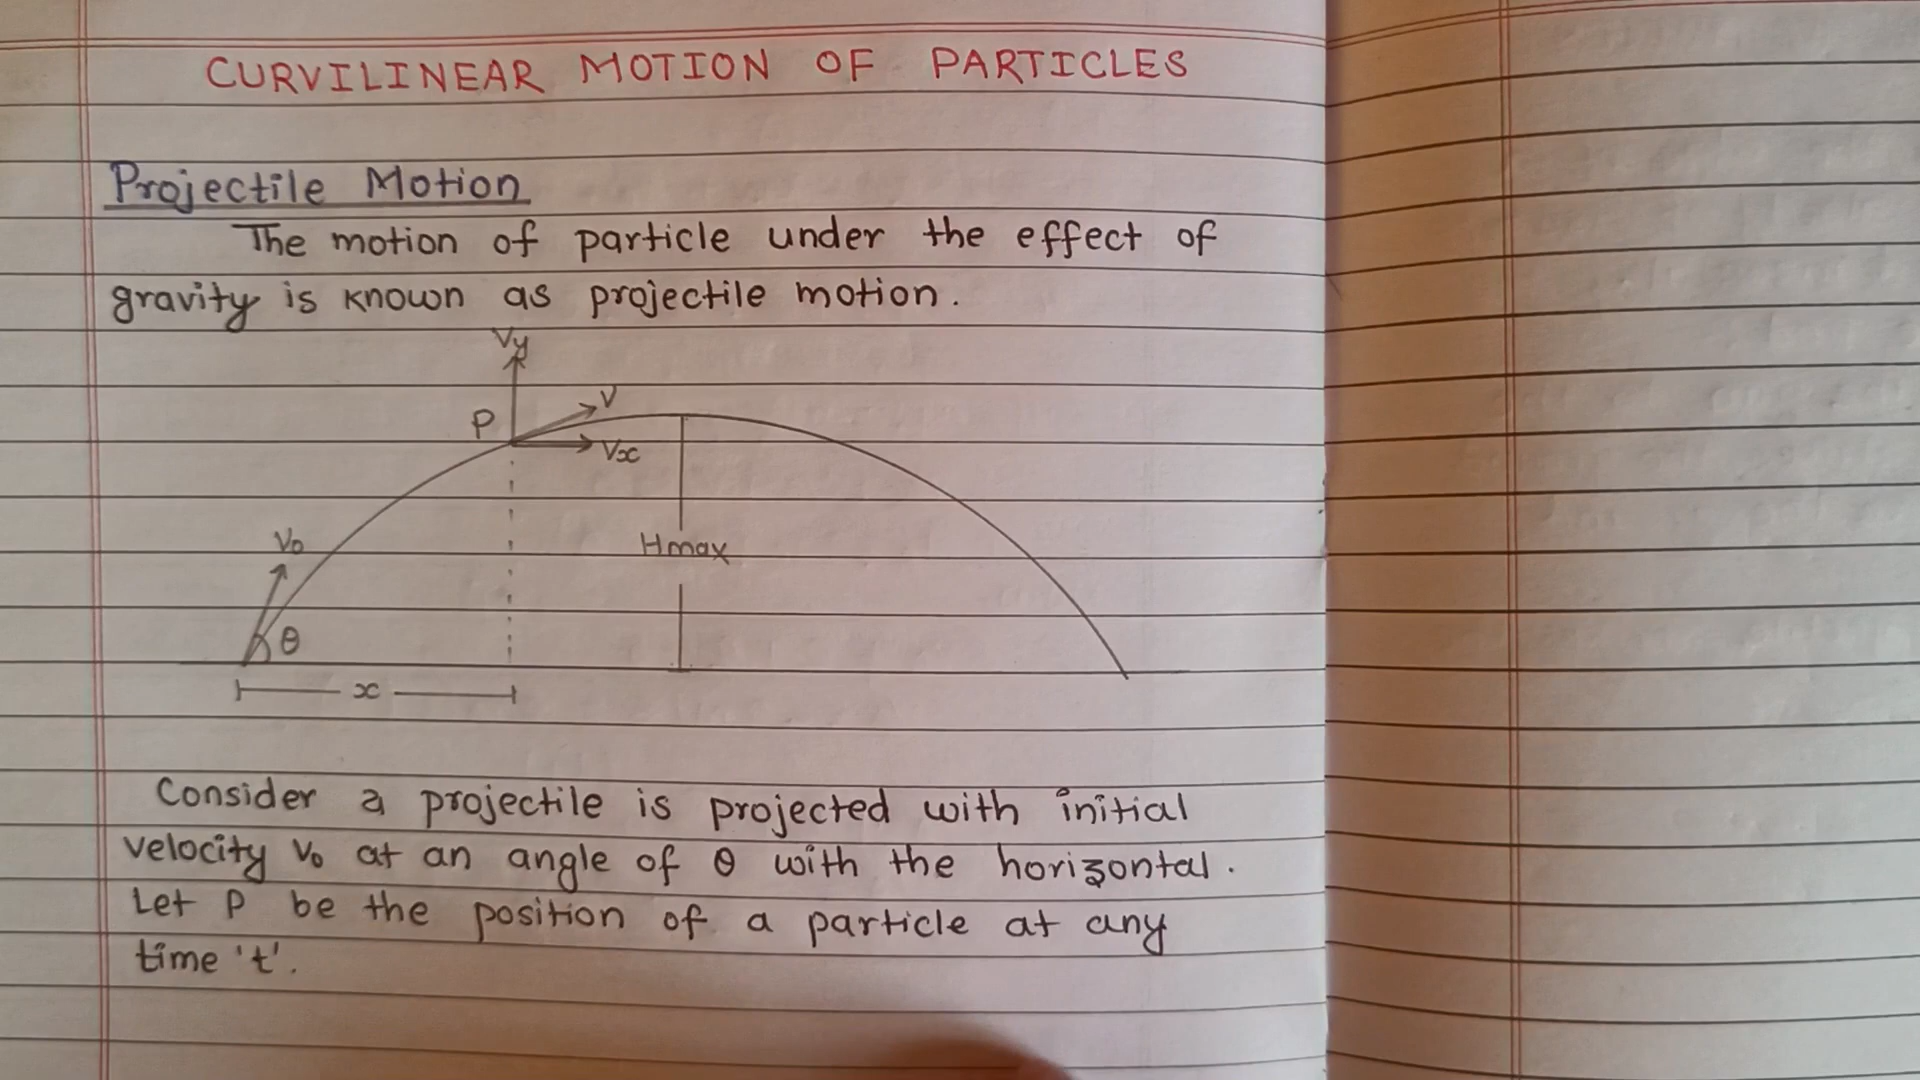 CURVILINEAR MOTION OF PARTICLES
Projectile Motion
The motion of particle under the effect of
gravity is known as projectile motion.
Vy
V
P
Vx
V₀
Hmax
θ
x
Consider a projectile is projected with initial
velocity V₀ at an angle of θ with the horizontal.
Let P be the position of a particle at any
time 't'.